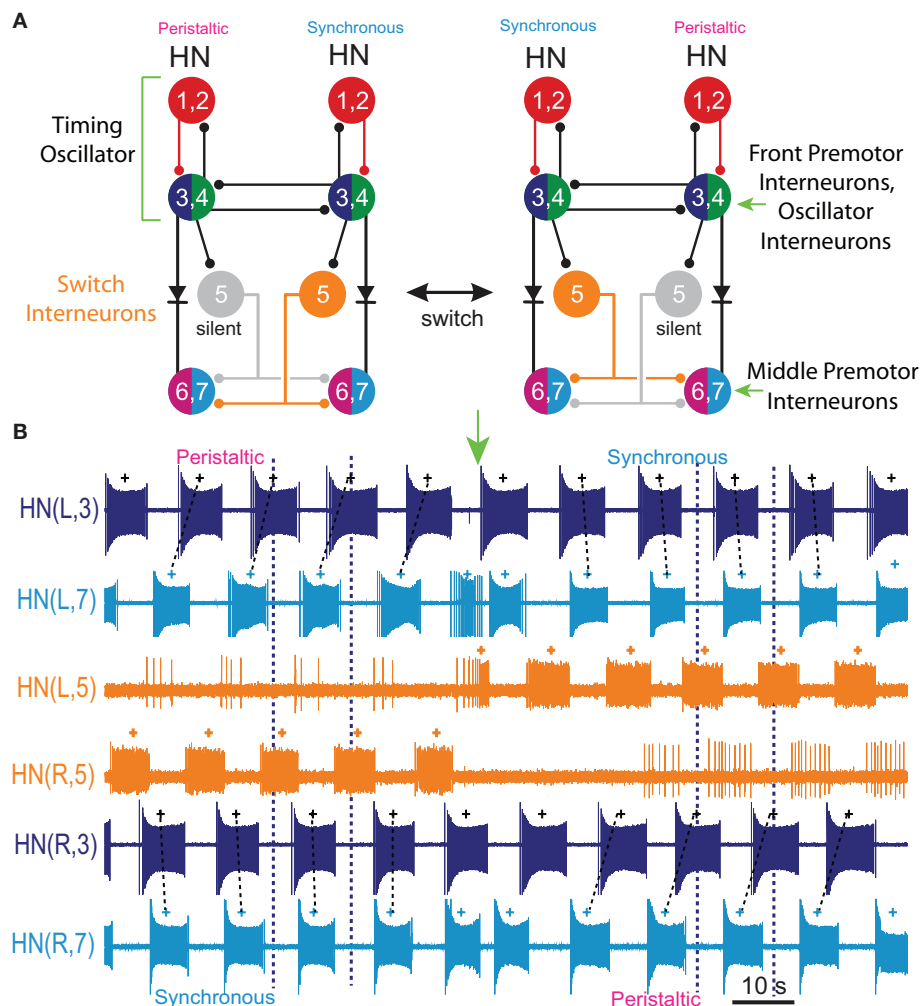 A
Peristaltic
Synchronous
Synchronous
Peristaltic
HN
HN
HN
HN
1,2
1,2
1,2
1,2
Timing
Oscillator
3,4
3,4
3,4
3,4
Front Premotor
Interneurons,
Oscillator
Interneurons
Switch
Interneurons
5
5
5
5
silent
switch
silent
6,7
6,7
6,7
6,7
Middle Premotor
Interneurons
B
Peristaltic
Synchronous
HN(L,3)
HN(L,7)
HN(L,5)
HN(R,5)
HN(R,3)
HN(R,7)
Synchronous
Peristaltic
10 s